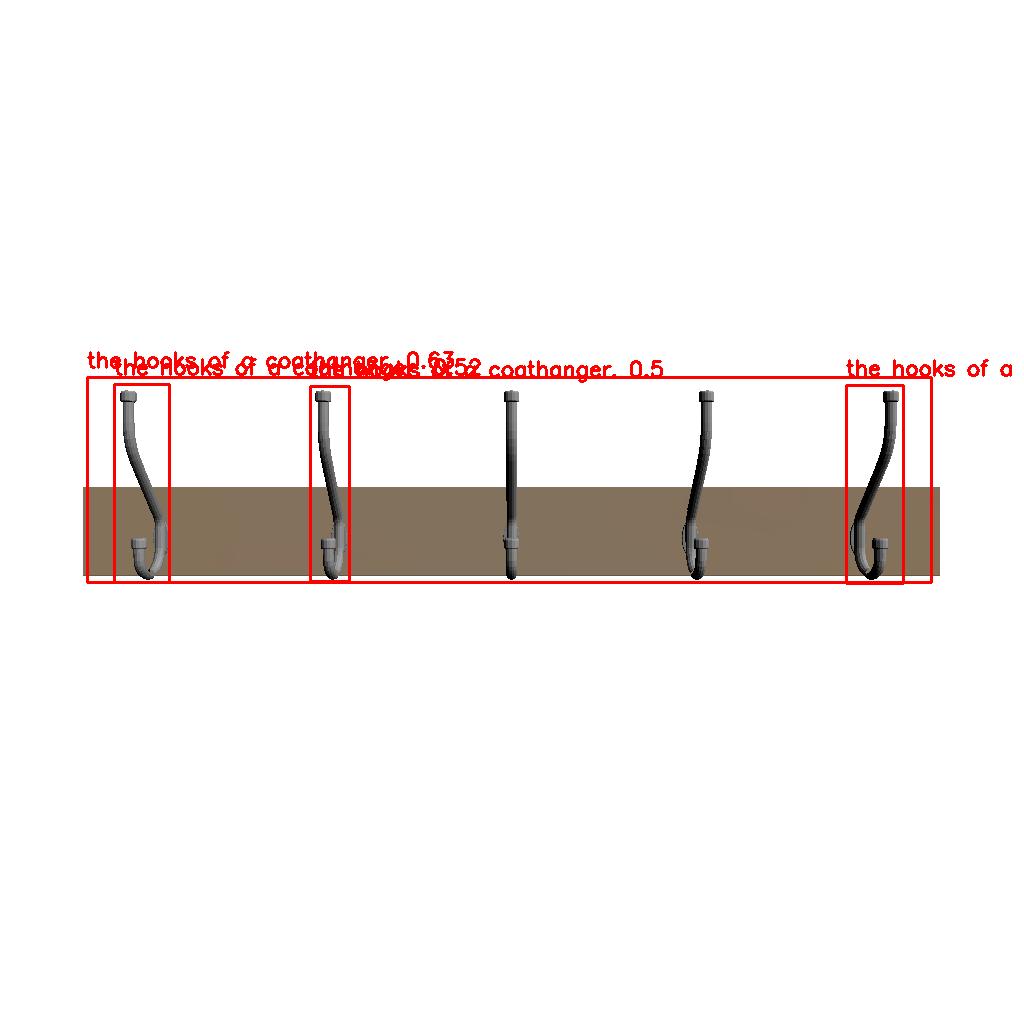 the hooks of a coathanger. 0.63
the hooks of a coathanger. 0.52
the hooks of a coathanger. 0.5
the hooks of a